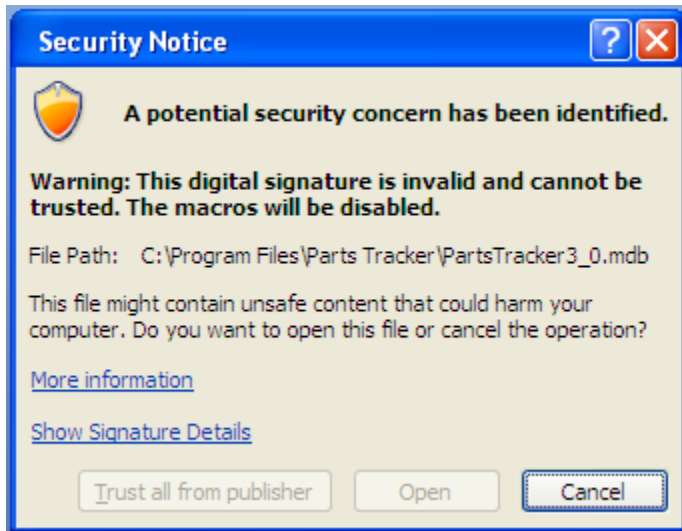 Security Notice
A potential security concern has been identified.
Warning: This digital signature is invalid and cannot be
trusted. The macros will be disabled.
File Path: C:\Program Files\Parts Tracker\PartsTracker3_0.mdb
This file might contain unsafe content that could harm your
computer. Do you want to open this file or cancel the operation?
More information
Show Signature Details
Trust all from publisher Open Cancel